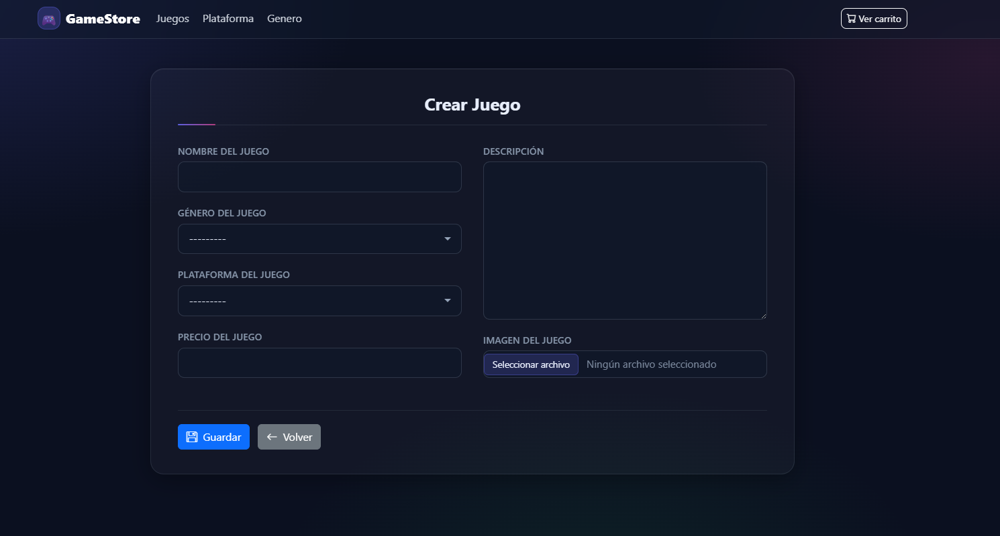 GameStore Juegos Plataforma Genero Ver carrito
Crear Juego
NOMBRE DEL JUEGO
GÉNERO DEL JUEGO
---------
PLATAFORMA DEL JUEGO
---------
PRECIO DEL JUEGO
DESCRIPCIÓN
IMAGEN DEL JUEGO
Seleccionar archivo Ningún archivo seleccionado
Guardar Volver